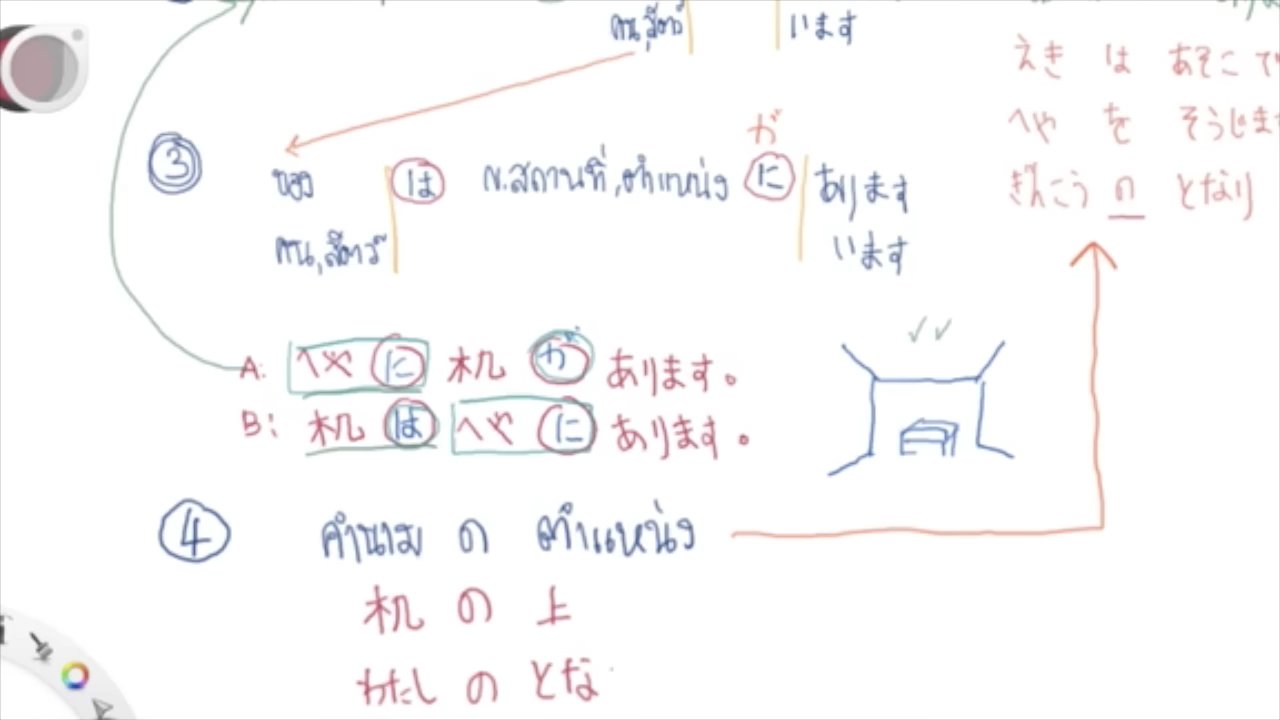 คน,สัตว์ います
えき は あそこ で
へや を そうじま
ぎんこう の となり
③ ของ は N.สถานที่,ตำแหน่ง に が あります
คน,สัตว์ います
A: へや に 机 が あります。
B: 机 は へや に あります。
④ คำนาม の ตำแหน่ง
机 の 上
わたし の とな